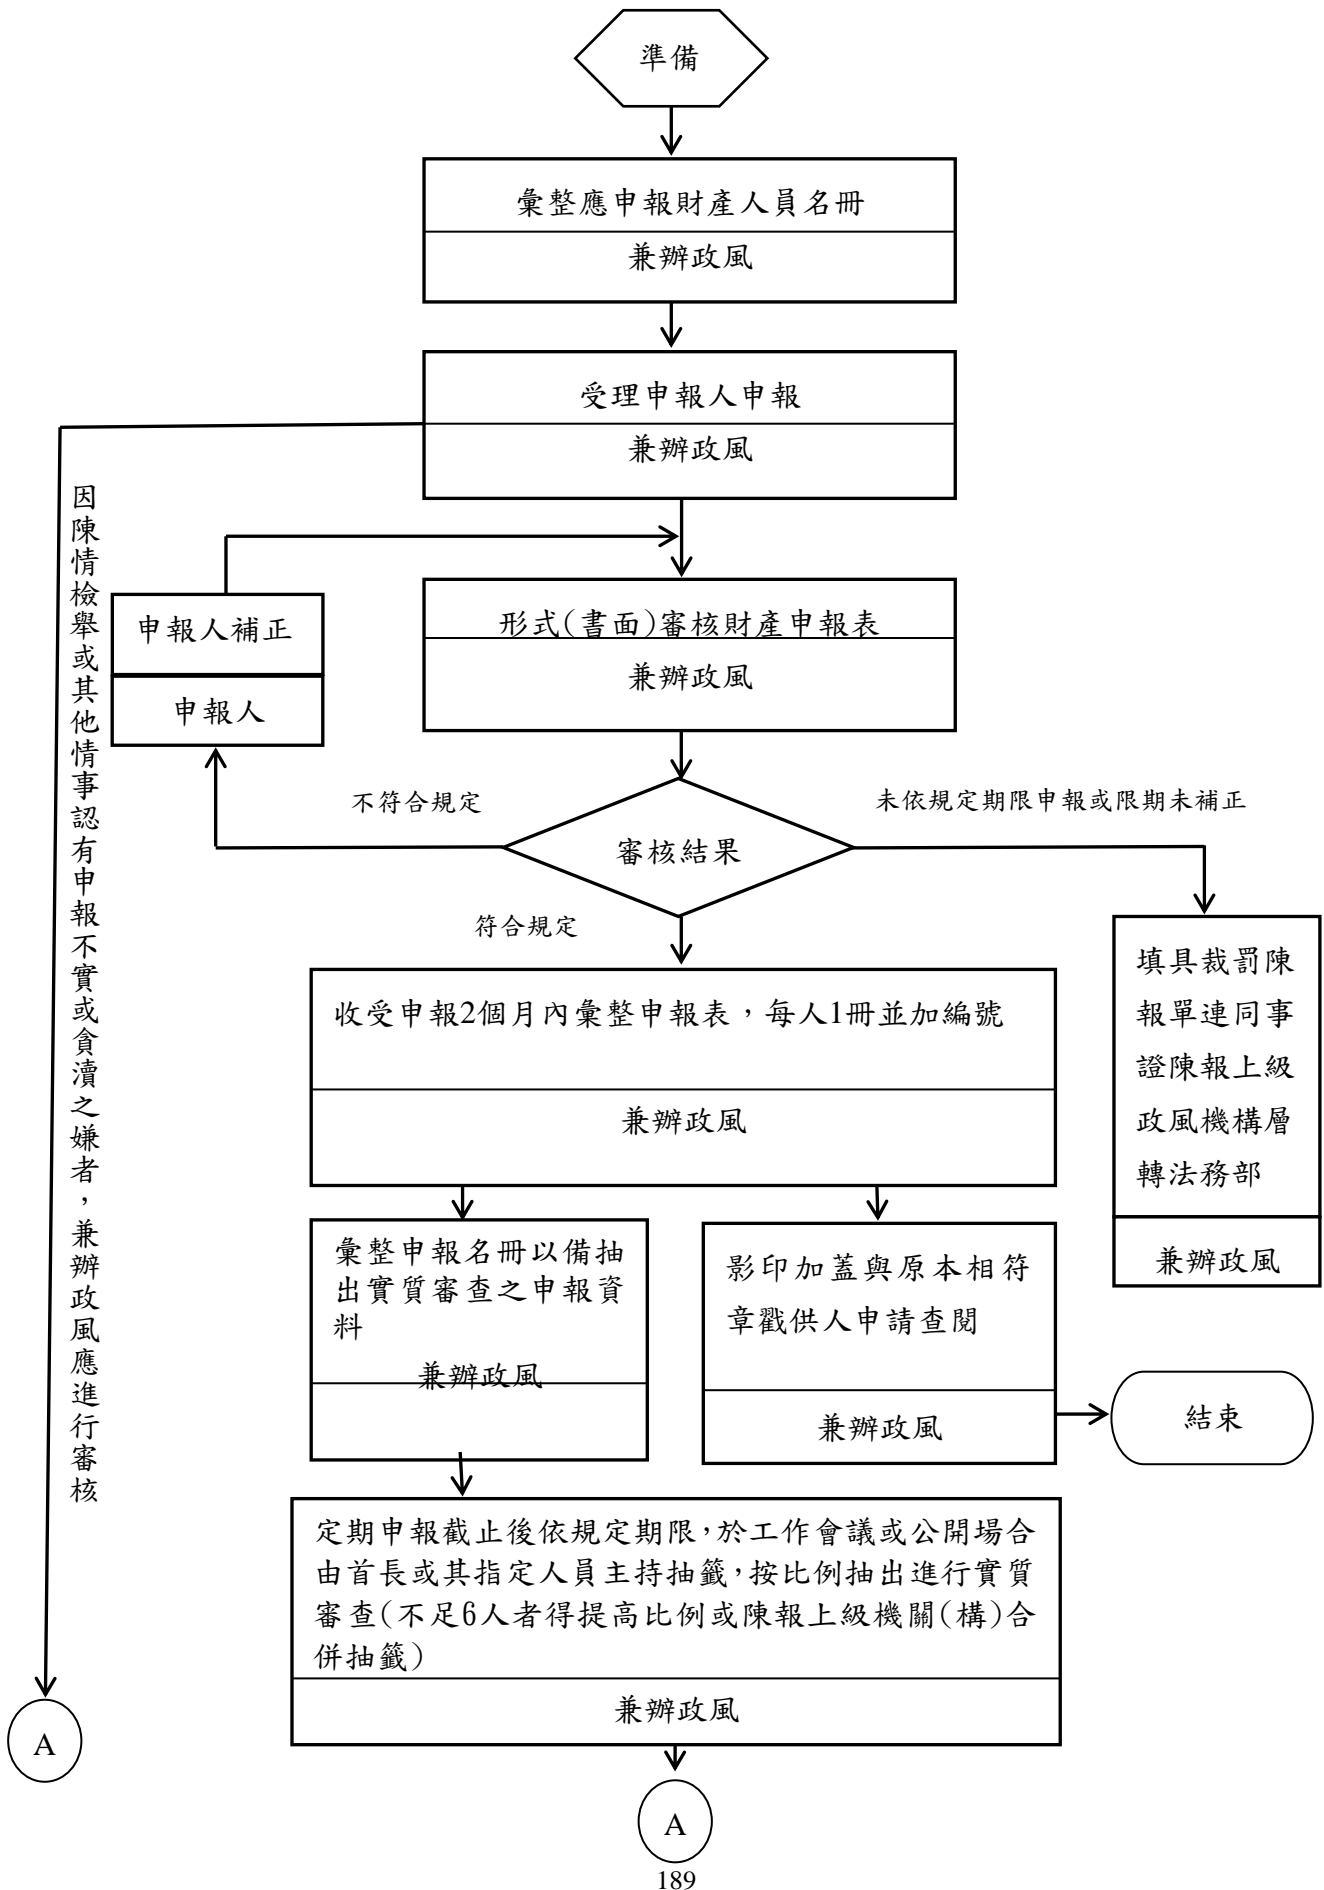 準備
彙整應申報財產人員名冊
兼辦政風
受理申報人申報
兼辦政風
因陳情檢舉或其他情事認有申報不實或貪瀆之嫌者，兼辦政風應進行審核
申報人補正
申報人
形式(書面)審核財產申報表
兼辦政風
不符合規定
未依規定期限申報或限期未補正
審核結果
符合規定
收受申報2個月內彙整申報表，每人1冊並加編號
兼辦政風
填具裁罰陳
報單連同事
證陳報上級
政風機構層
轉法務部
兼辦政風
彙整申報名冊以備抽
出實質審查之申報資
料
兼辦政風
影印加蓋與原本相符
章戳供人申請查閱
兼辦政風
結束
定期申報截止後依規定期限，於工作會議或公開場合
由首長或其指定人員主持抽籤，按比例抽出進行實質
審查(不足6人者得提高比例或陳報上級機關(構)合
併抽籤)
兼辦政風
A
A
189